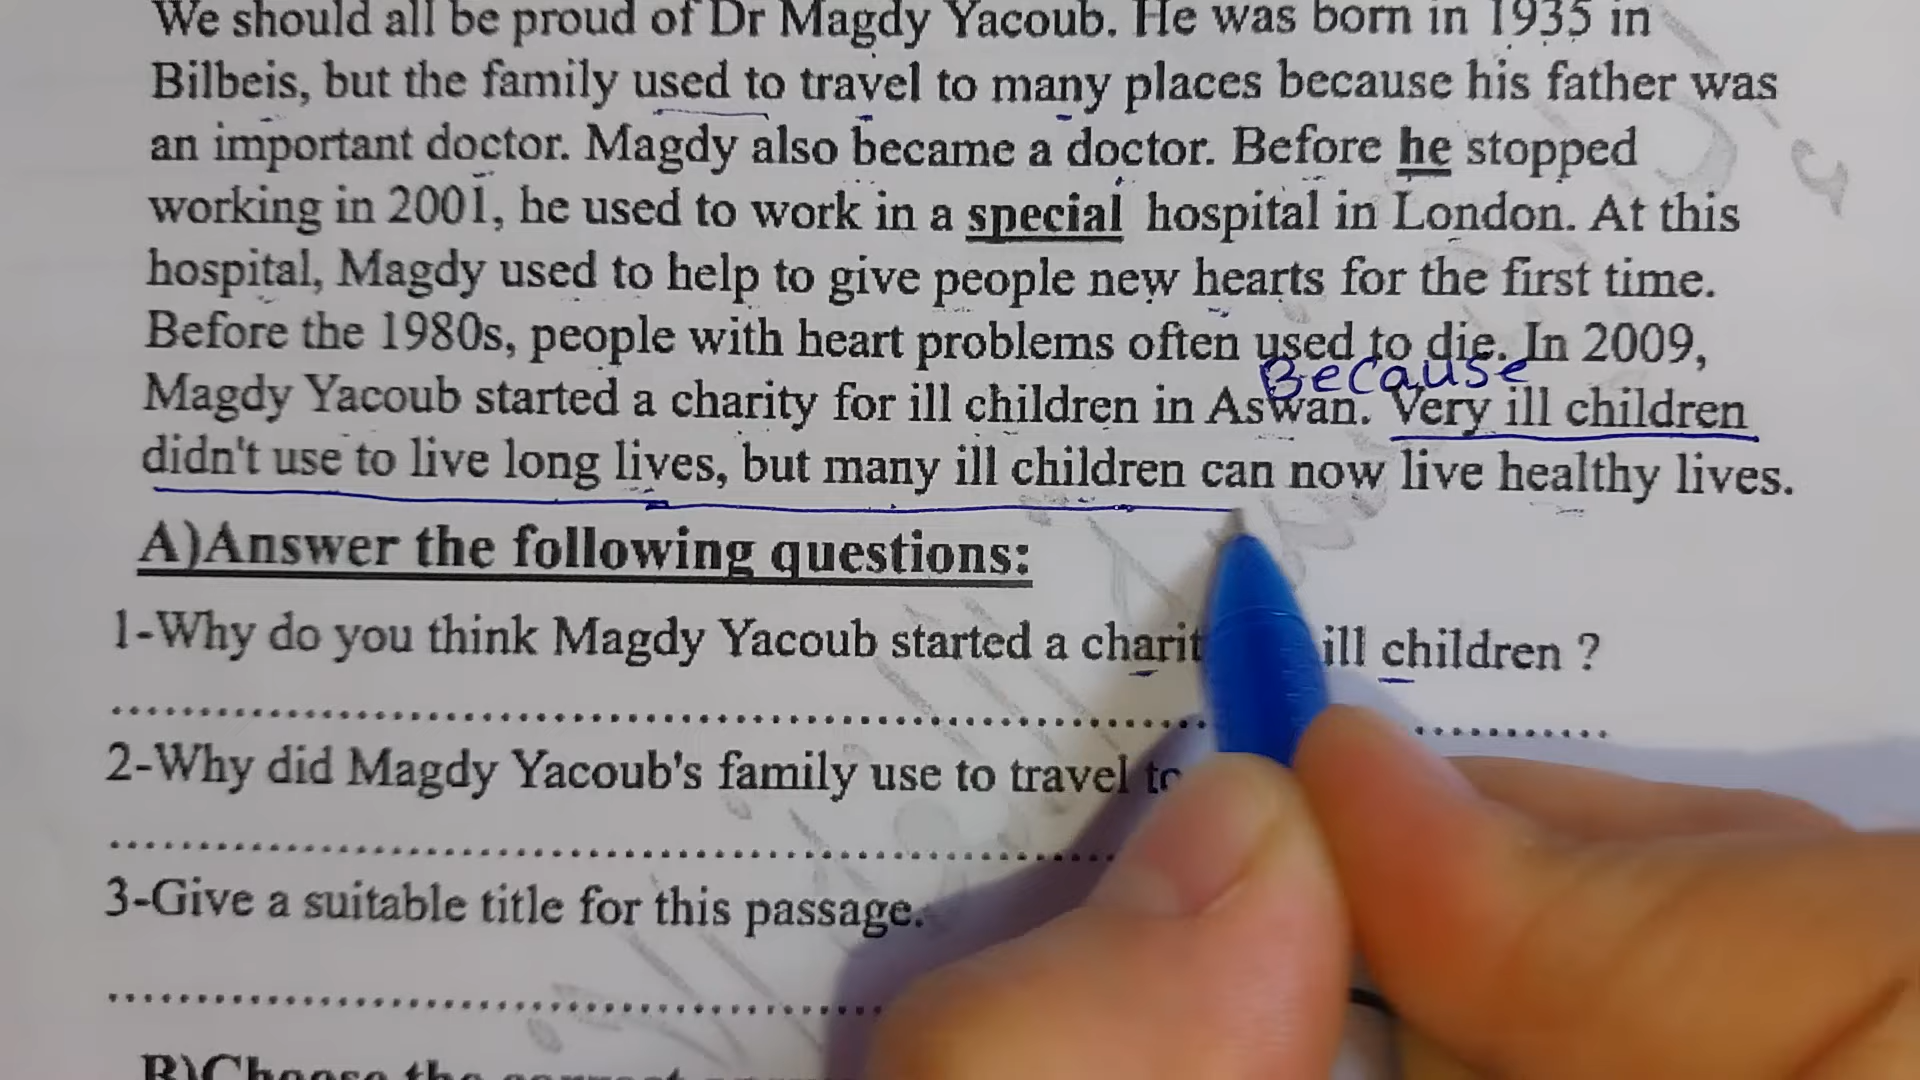 We should all be proud of Dr Magdy Yacoub. He was born in 1935 in
Bilbeis, but the family used to travel to many places because his father was
an important doctor. Magdy also became a doctor. Before he stopped
working in 2001, he used to work in a special hospital in London. At this
hospital, Magdy used to help to give people new hearts for the first time.
Before the 1980s, people with heart problems often used to die. In 2009,
Because
Magdy Yacoub started a charity for ill children in Aswan. Very ill children
didn't use to live long lives, but many ill children can now live healthy lives.
A)Answer the following questions:
1-Why do you think Magdy Yacoub started a charit ill children ?
2-Why did Magdy Yacoub's family use to travel to
3-Give a suitable title for this passage.
B)Choose the correct